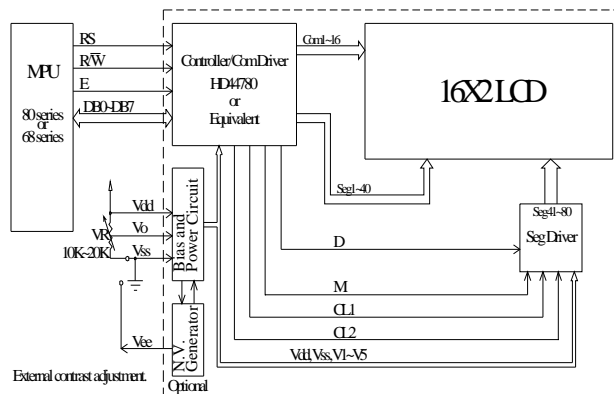 MPU
80 series
or
68 series
RS
R/W̅
E
DB0~DB7
Controller/Com Driver
HD44780
or
Equivalent
Com1~16
16X2 LCD
Seg1~40
Seg41~80
Seg Driver
D
M
CL1
CL2
Vdd, Vss, V1~V5
Bias and
Power Circuit
Vdd
Vo
Vss
VR
10K~20K
N.V.
Generator
Vee
Optional
External contrast adjustment.